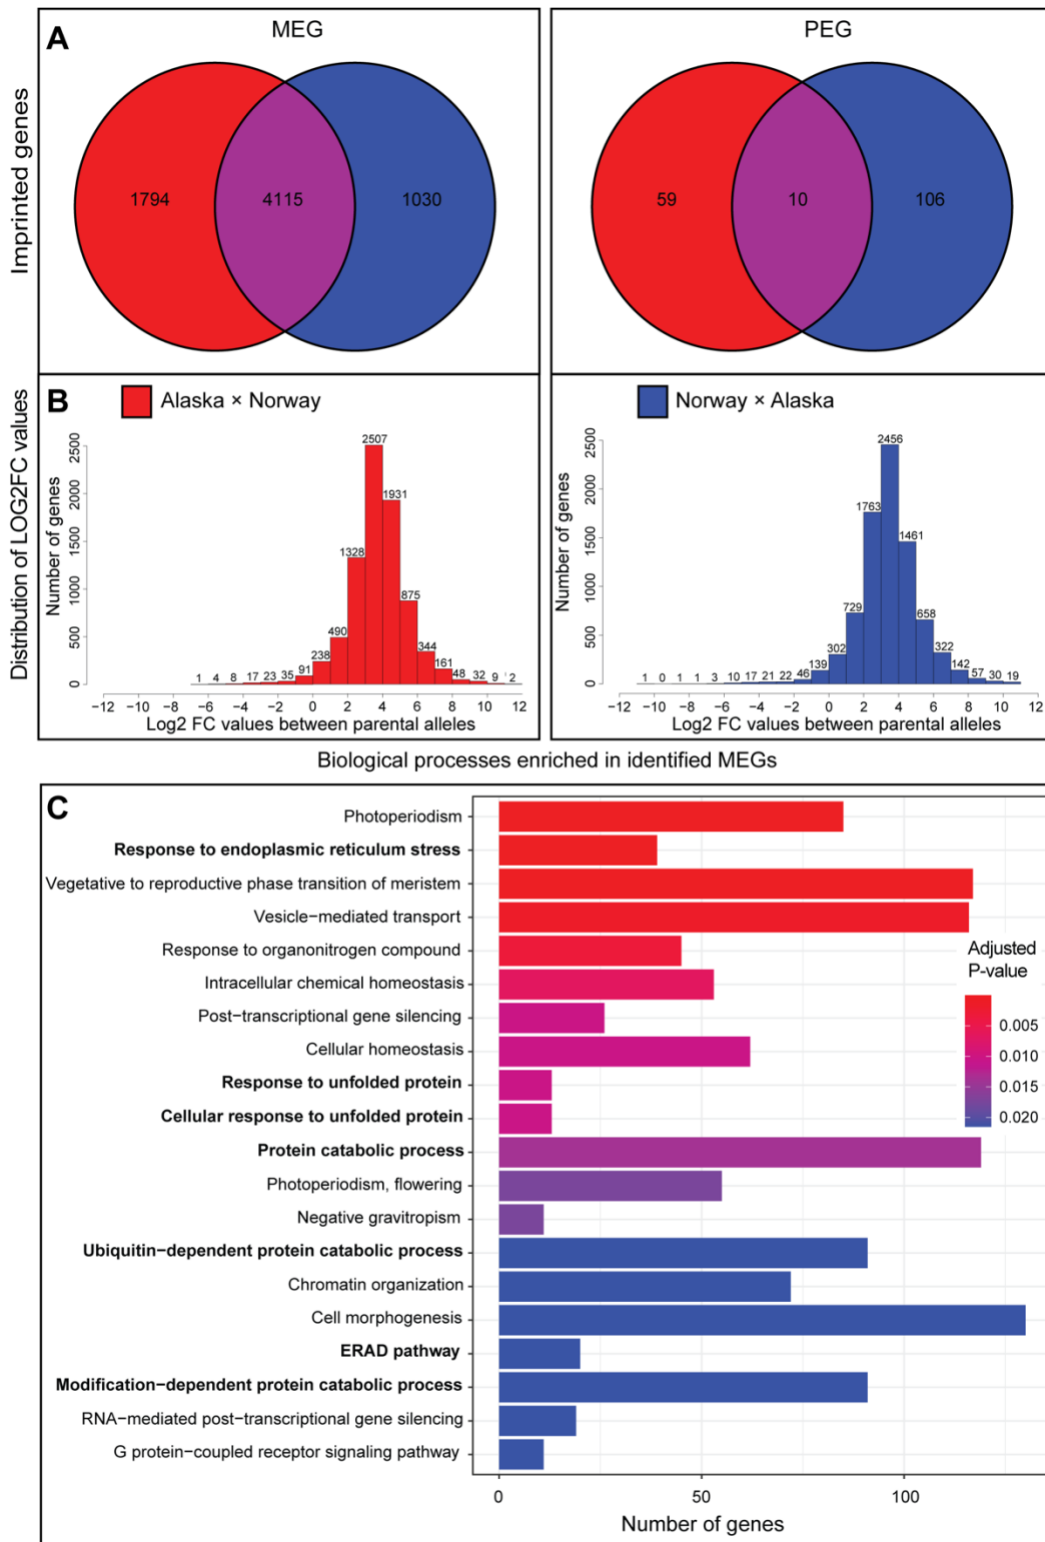 A
MEG
PEG
Imprinted genes
1794
4115
1030
59
10
106
B
Distribution of LOG2FC values
Alaska × Norway
Number of genes
2500
2000
1500
1000
500
0
1
4
8
17
23
35
91
238
490
1328
2507
1931
875
344
161
48
32
9
2
−12 −10 −8 −6 −4 −2 0 2 4 6 8 10 12
Log2 FC values between parental alleles
Norway × Alaska
Number of genes
2500
2000
1500
1000
500
0
1
0
1
1
3
10
17
21
22
46
139
302
729
1763
2456
1461
658
322
142
57
30
19
−12 −10 −8 −6 −4 −2 0 2 4 6 8 10 12
Log2 FC values between parental alleles
Biological processes enriched in identified MEGs
C
Photoperiodism
Response to endoplasmic reticulum stress
Vegetative to reproductive phase transition of meristem
Vesicle−mediated transport
Response to organonitrogen compound
Intracellular chemical homeostasis
Post−transcriptional gene silencing
Cellular homeostasis
Response to unfolded protein
Cellular response to unfolded protein
Protein catabolic process
Photoperiodism, flowering
Negative gravitropism
Ubiquitin−dependent protein catabolic process
Chromatin organization
Cell morphogenesis
ERAD pathway
Modification−dependent protein catabolic process
RNA−mediated post−transcriptional gene silencing
G protein−coupled receptor signaling pathway
Adjusted
P-value
0.005
0.010
0.015
0.020
0 50 100
Number of genes